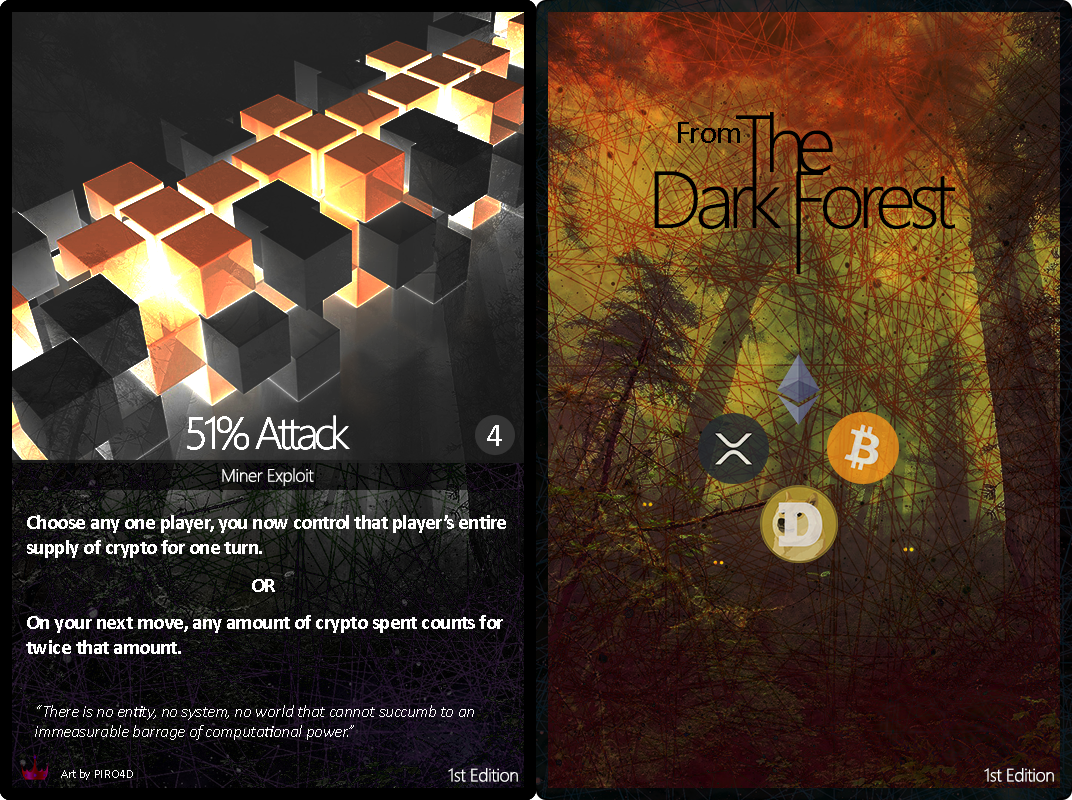 51% Attack
4
Miner Exploit
Choose any one player, you now control that player's entire
supply of crypto for one turn.
OR
On your next move, any amount of crypto spent counts for
twice that amount.
“There is no entity, no system, no world that cannot succumb to an
immeasurable barrage of computational power.”
Art by PIRO4D
1st Edition
From The
Dark Forest
1st Edition